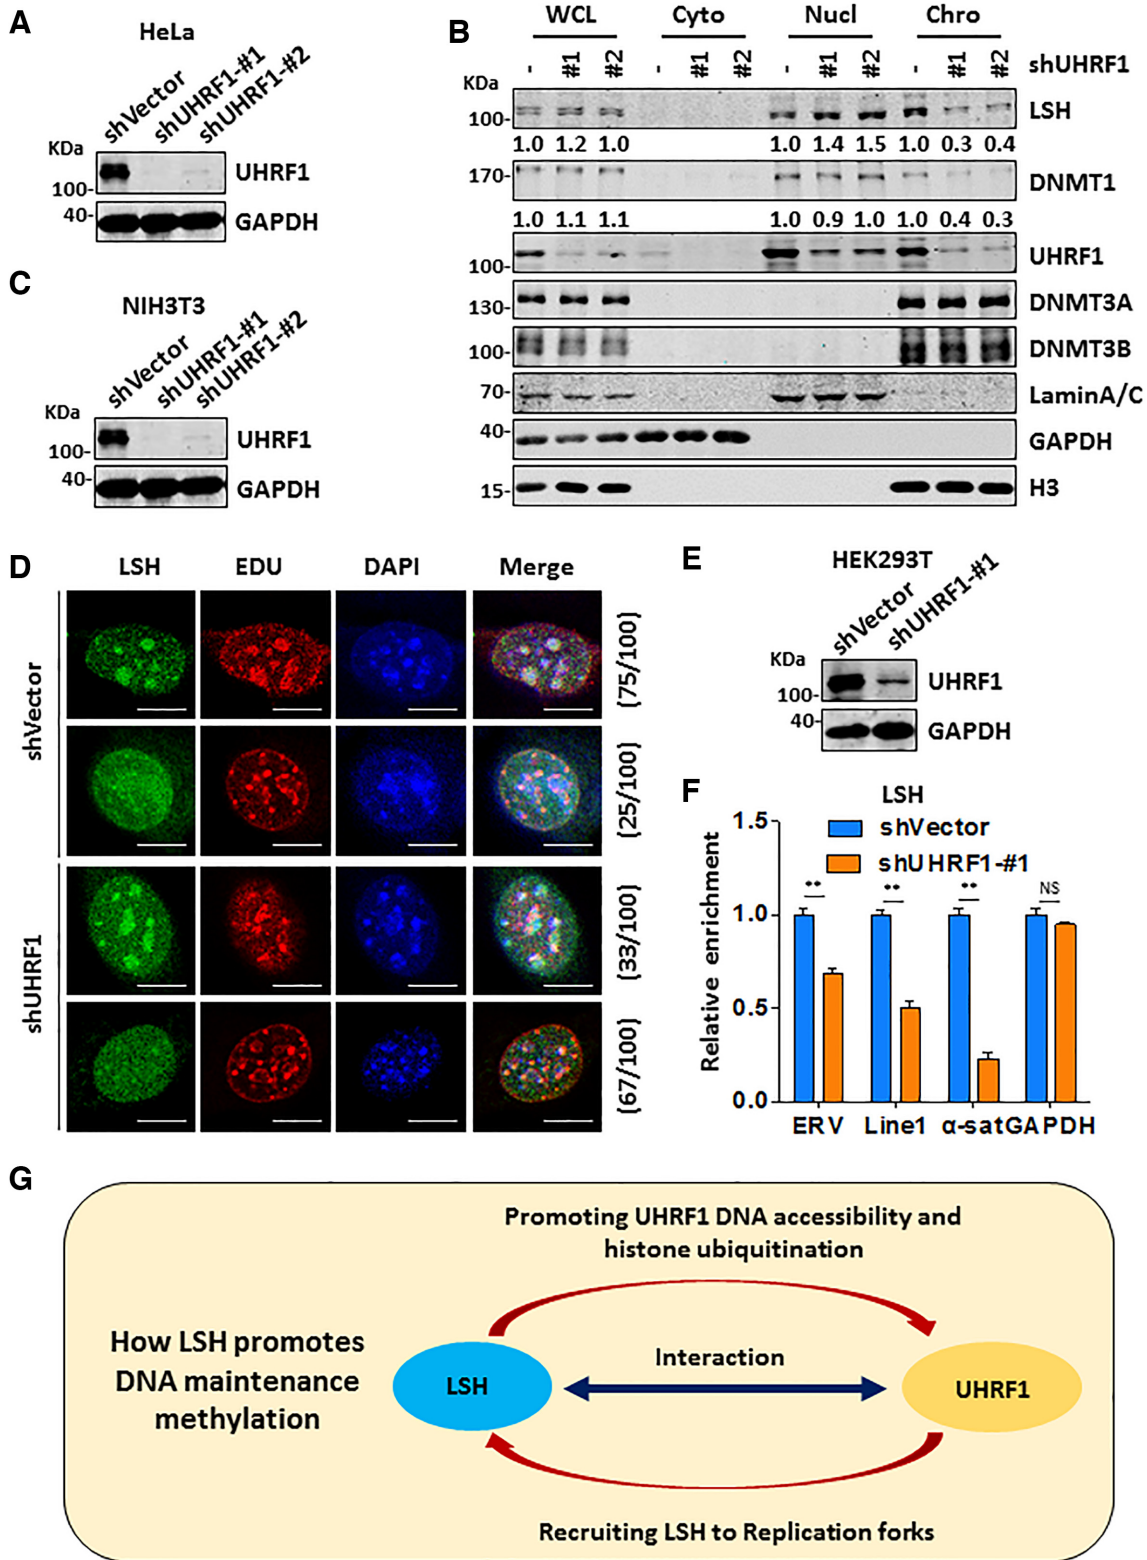 A
HeLa
shVector
shUHRF1-#1
shUHRF1-#2
KDa
100-
UHRF1
40-
GAPDH
B
WCL Cyto Nucl Chro
- #1 #2 - #1 #2 - #1 #2 - #1 #2 shUHRF1
KDa
100- LSH
1.0 1.2 1.0 1.0 1.4 1.5 1.0 0.3 0.4
170- DNMT1
1.0 1.1 1.1 1.0 0.9 1.0 1.0 0.4 0.3
100- UHRF1
130- DNMT3A
100- DNMT3B
70- LaminA/C
40- GAPDH
15- H3
C
NIH3T3
shVector
shUHRF1-#1
shUHRF1-#2
KDa
100-
UHRF1
40-
GAPDH
D
LSH EDU DAPI Merge
shVector
(75/100)
(25/100)
shUHRF1
(33/100)
(67/100)
E
HEK293T
shVector
shUHRF1-#1
KDa
100-
UHRF1
40-
GAPDH
F
LSH
shVector
shUHRF1-#1
Relative enrichment
1.5
1.0
0.5
0.0
** ** ** NS
ERV Line1 α-sat GAPDH
G
Promoting UHRF1 DNA accessibility and
histone ubiquitination
How LSH promotes
DNA maintenance
methylation
LSH
Interaction
UHRF1
Recruiting LSH to Replication forks